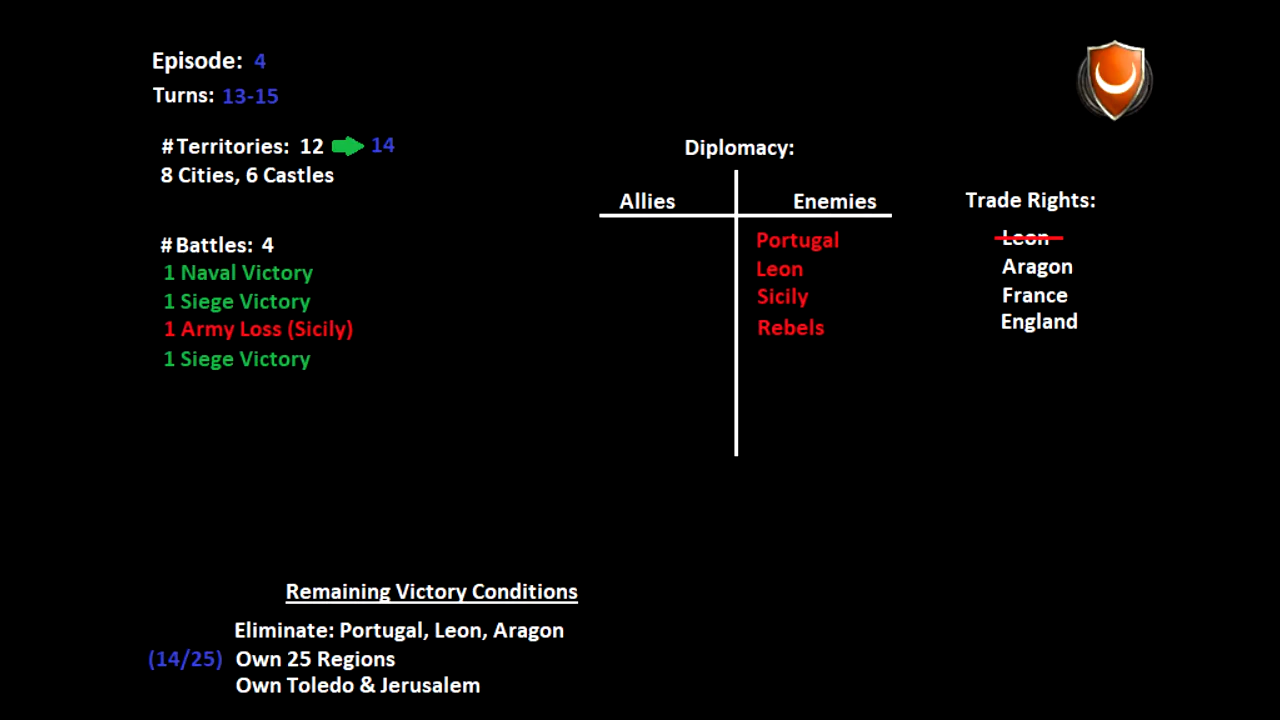 Episode: 4
Turns: 13-15
#Territories: 12 14
8 Cities, 6 Castles
#Battles: 4
1 Naval Victory
1 Siege Victory
1 Army Loss (Sicily)
1 Siege Victory
Diplomacy:
Allies
Enemies
Portugal
Leon
Sicily
Rebels
Trade Rights:
Leon
Aragon
France
England
Remaining Victory Conditions
Eliminate: Portugal, Leon, Aragon
(14/25) Own 25 Regions
Own Toledo & Jerusalem